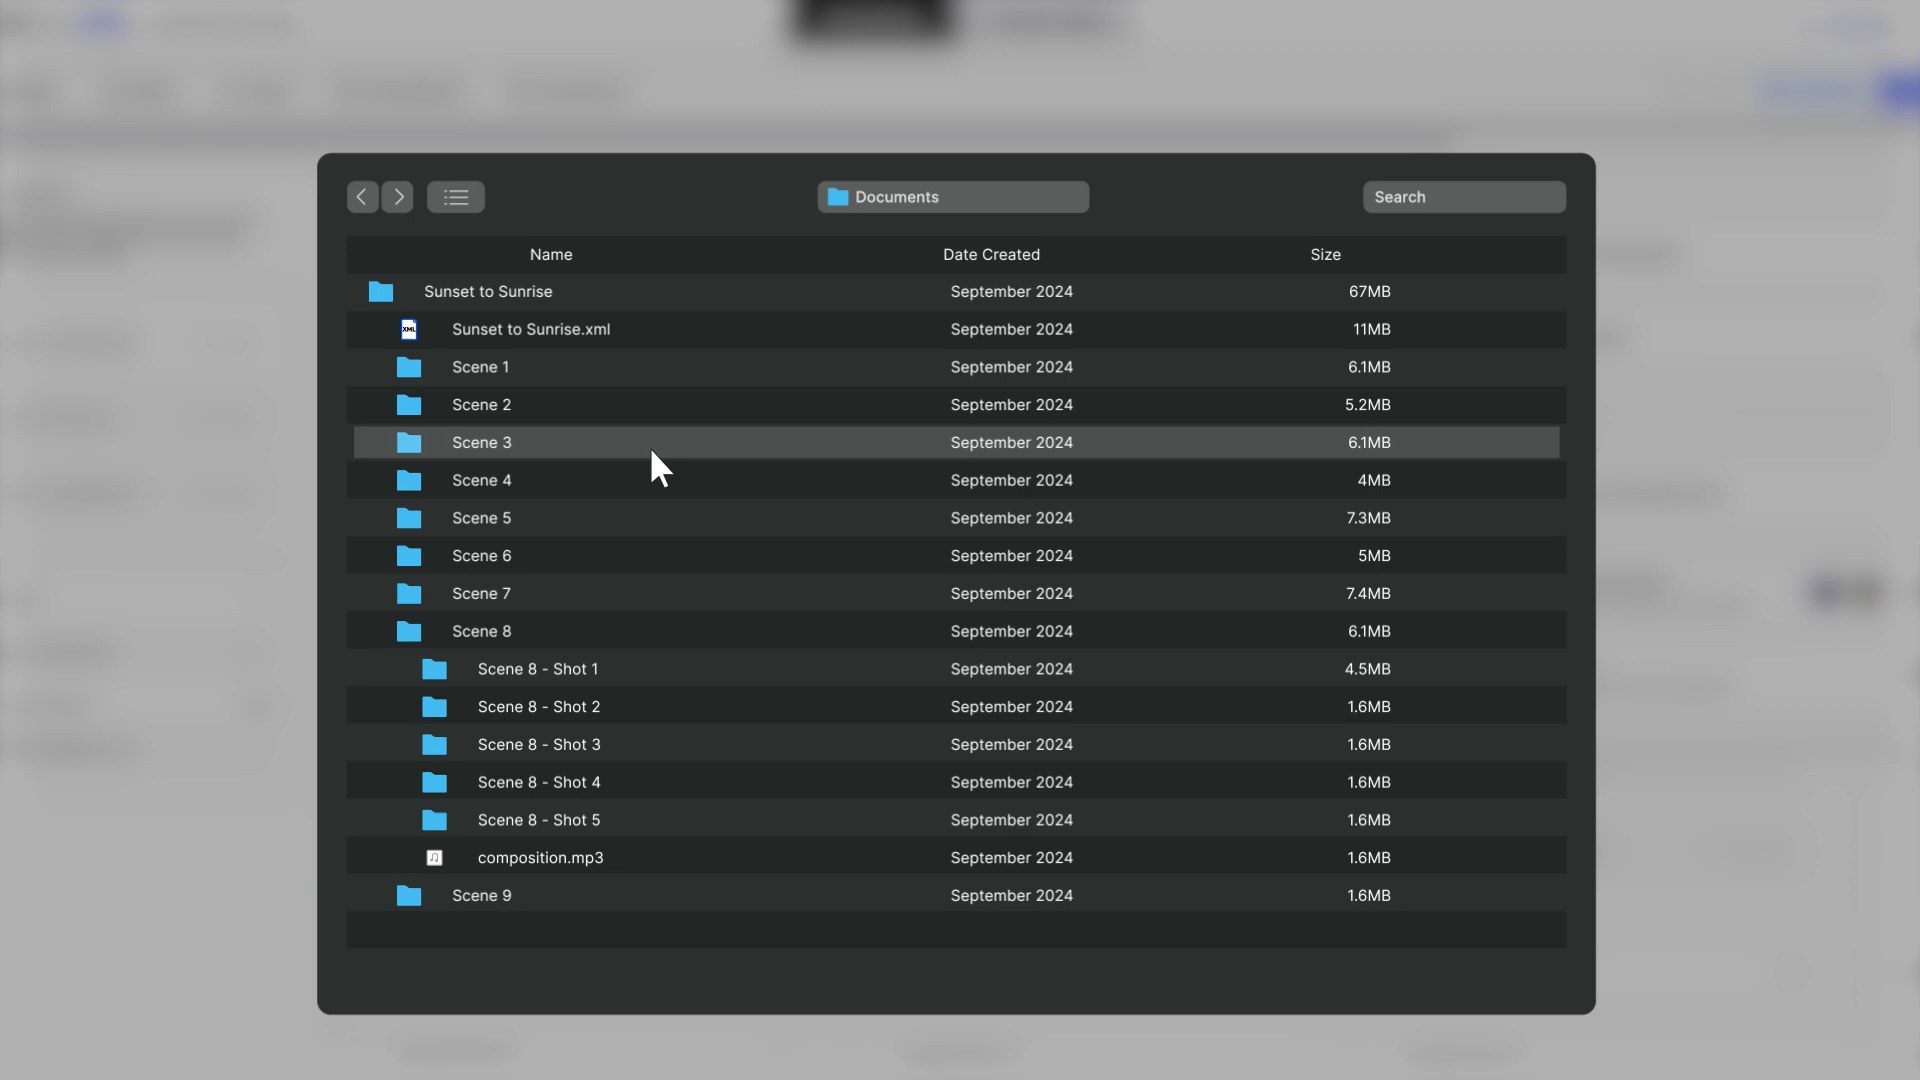 Documents
Search
Name Date Created Size
Sunset to Sunrise September 2024 67MB
XML Sunset to Sunrise.xml September 2024 11MB
Scene 1 September 2024 6.1MB
Scene 2 September 2024 5.2MB
Scene 3 September 2024 6.1MB
Scene 4 September 2024 4MB
Scene 5 September 2024 7.3MB
Scene 6 September 2024 5MB
Scene 7 September 2024 7.4MB
Scene 8 September 2024 6.1MB
Scene 8 - Shot 1 September 2024 4.5MB
Scene 8 - Shot 2 September 2024 1.6MB
Scene 8 - Shot 3 September 2024 1.6MB
Scene 8 - Shot 4 September 2024 1.6MB
Scene 8 - Shot 5 September 2024 1.6MB
composition.mp3 September 2024 1.6MB
Scene 9 September 2024 1.6MB